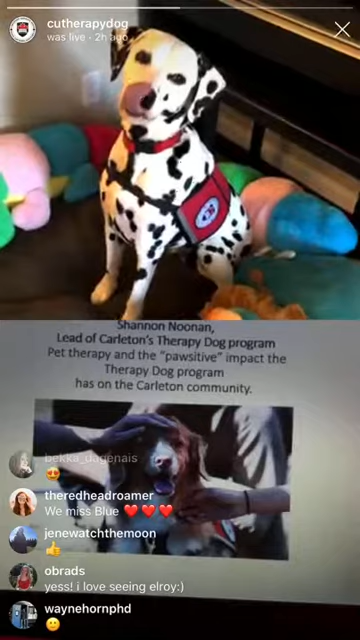 cutherapydog
was live · 2h ago
Shannon Noonan,
Lead of Carleton's Therapy Dog program
Pet therapy and the "pawsitive" impact the
Therapy Dog program
has on the Carleton community.
bekka_dagenais
😍
theredheadroamer
We miss Blue ❤️❤️❤️
jenewatchthemoon
👍
obrads
yess! i love seeing elroy:)
waynehornphd
🙂